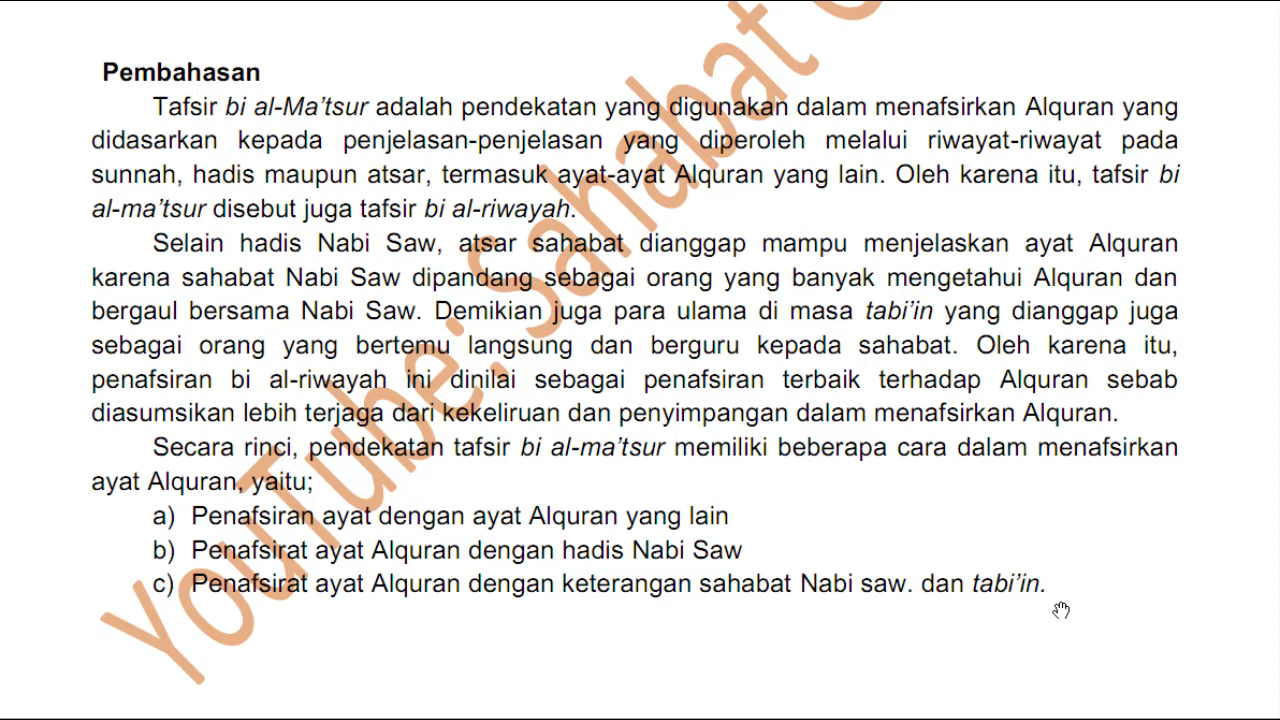 Pembahasan
Tafsir bi al-Ma’tsur adalah pendekatan yang digunakan dalam menafsirkan Alquran yang
didasarkan kepada penjelasan-penjelasan yang diperoleh melalui riwayat-riwayat pada
sunnah, hadis maupun atsar, termasuk ayat-ayat Alquran yang lain. Oleh karena itu, tafsir bi
al-ma’tsur disebut juga tafsir bi al-riwayah.
Selain hadis Nabi Saw, atsar sahabat dianggap mampu menjelaskan ayat Alquran
karena sahabat Nabi Saw dipandang sebagai orang yang banyak mengetahui Alquran dan
bergaul bersama Nabi Saw. Demikian juga para ulama di masa tabi’in yang dianggap juga
sebagai orang yang bertemu langsung dan berguru kepada sahabat. Oleh karena itu,
penafsiran bi al-riwayah ini dinilai sebagai penafsiran terbaik terhadap Alquran sebab
diasumsikan lebih terjaga dari kekeliruan dan penyimpangan dalam menafsirkan Alquran.
Secara rinci, pendekatan tafsir bi al-ma’tsur memiliki beberapa cara dalam menafsirkan
ayat Alquran, yaitu;
a) Penafsiran ayat dengan ayat Alquran yang lain
b) Penafsirat ayat Alquran dengan hadis Nabi Saw
c) Penafsirat ayat Alquran dengan keterangan sahabat Nabi saw. dan tabi’in.
YouTube: Sahabat